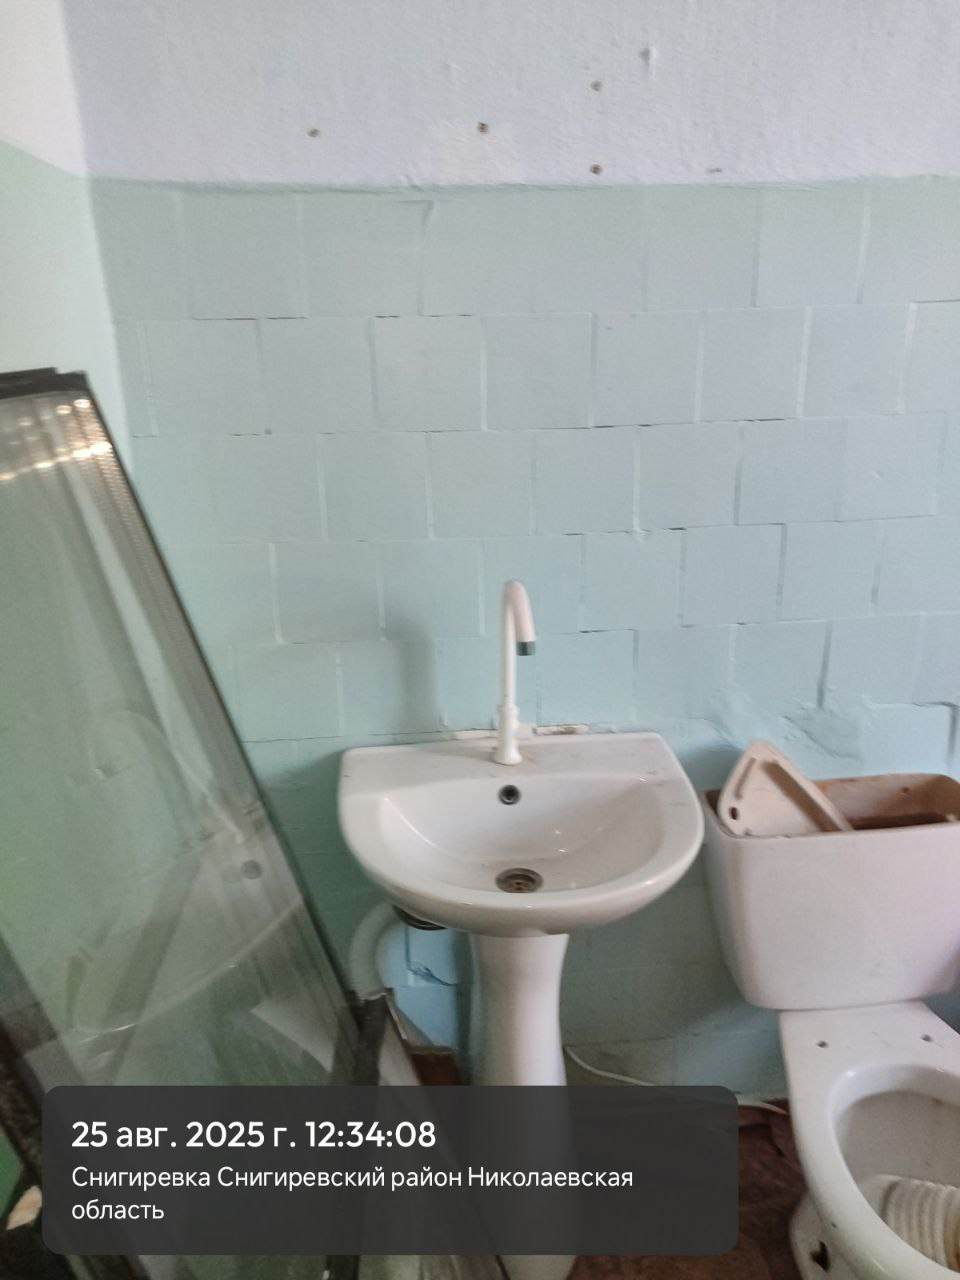 25 авг. 2025 г. 12:34:08
Снигиревка Снигиревский район Николаевская
область